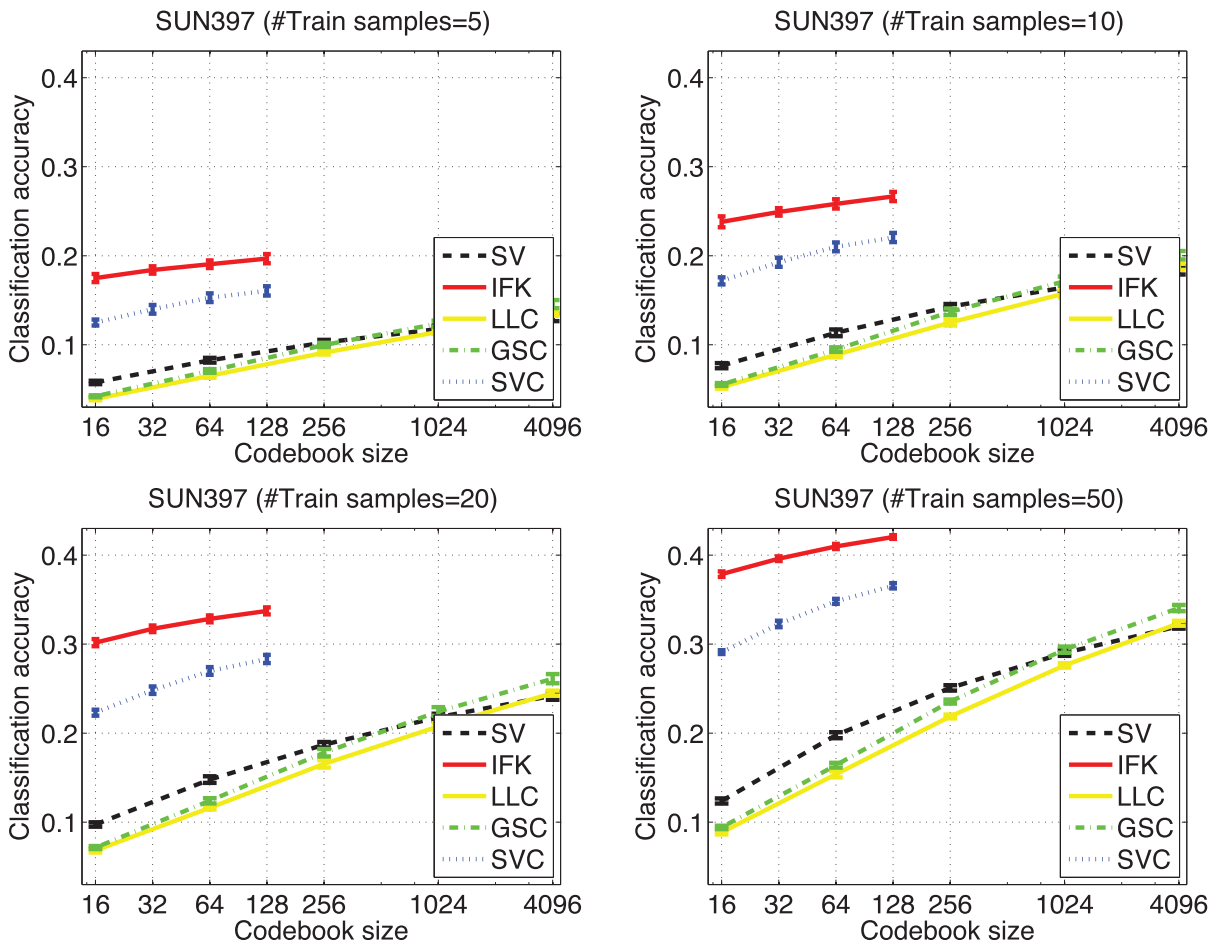 SUN397 (#Train samples=5)
Classification accuracy
0.4
0.3
0.2
0.1
16 32 64 128 256 1024 4096
Codebook size
SV
IFK
LLC
GSC
SVC
SUN397 (#Train samples=10)
Classification accuracy
0.4
0.3
0.2
0.1
16 32 64 128 256 1024 4096
Codebook size
SV
IFK
LLC
GSC
SVC
SUN397 (#Train samples=20)
Classification accuracy
0.4
0.3
0.2
0.1
16 32 64 128 256 1024 4096
Codebook size
SV
IFK
LLC
GSC
SVC
SUN397 (#Train samples=50)
Classification accuracy
0.4
0.3
0.2
0.1
16 32 64 128 256 1024 4096
Codebook size
SV
IFK
LLC
GSC
SVC